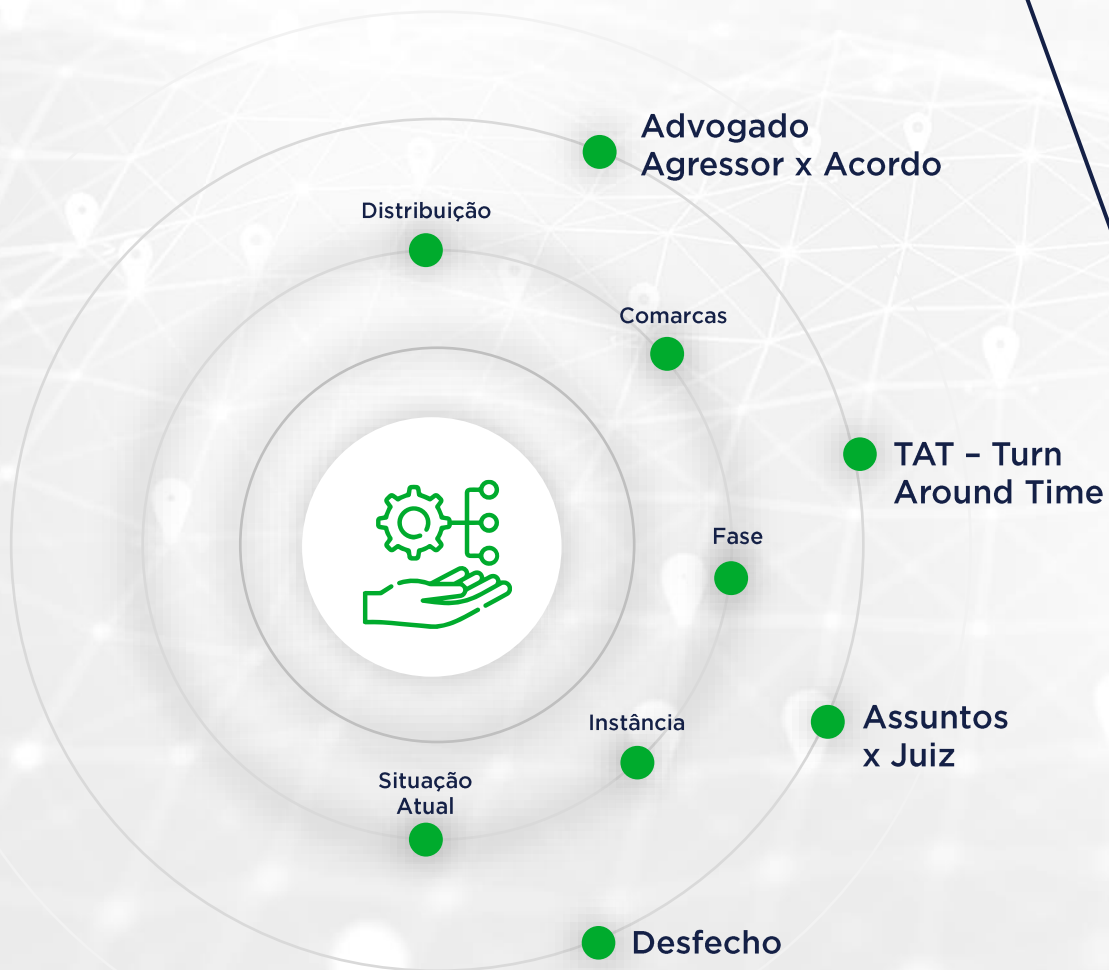 Advogado
Agressor x Acordo
Distribuição
Comarcas
TAT – Turn
Around Time
Fase
Assuntos
x Juiz
Instância
Situação
Atual
Desfecho